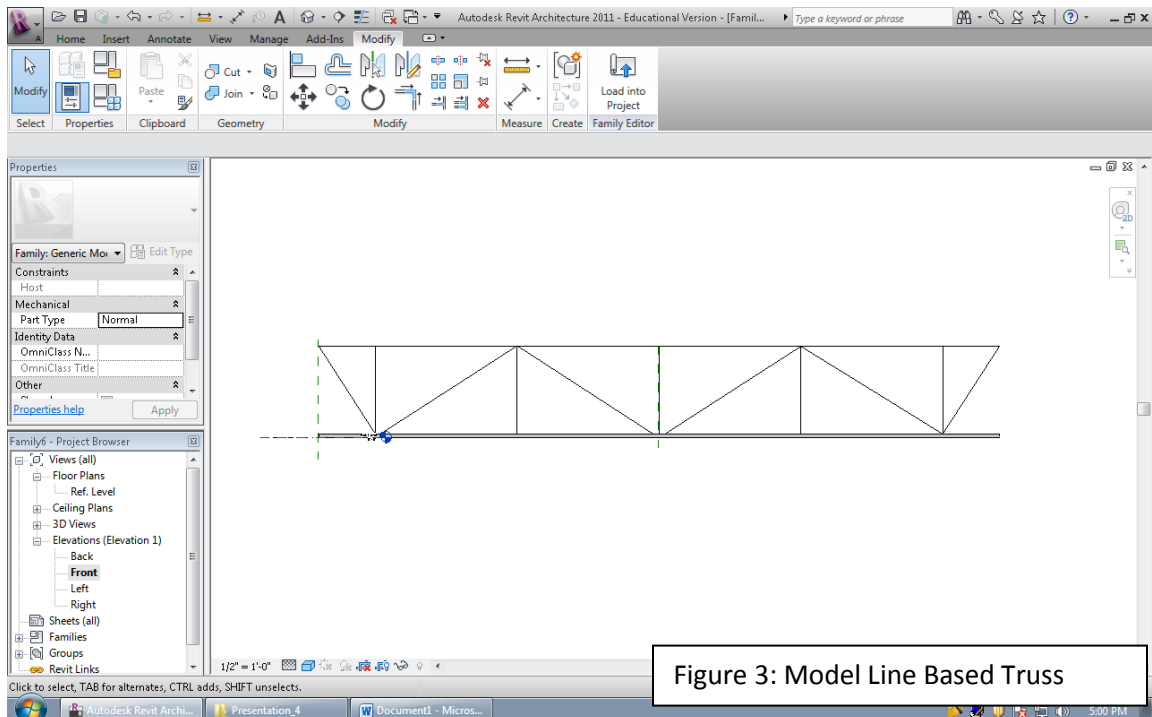 Autodesk Revit Architecture 2011 - Educational Version - [Famil...
Type a keyword or phrase
Home Insert Annotate View Manage Add-Ins Modify
Modify
Paste
Cut
Join
Load into
Project
Select Properties Clipboard Geometry Modify Measure Create Family Editor
Properties
Family: Generic Mo
Edit Type
Constraints
Host
Mechanical
Part Type Normal
Identity Data
OmniClass N...
OmniClass Title
Other
Properties help
Apply
2D
Family6 - Project Browser
Views (all)
Floor Plans
Ref. Level
Ceiling Plans
3D Views
Elevations (Elevation 1)
Back
Front
Left
Right
Sheets (all)
Families
Groups
Revit Links
1/2" = 1'-0"
Click to select, TAB for alternates, CTRL adds, SHIFT unselects.
Figure 3: Model Line Based Truss
Autodesk Revit Archi...
Presentation_4
Document1 - Micros...
5:00 PM